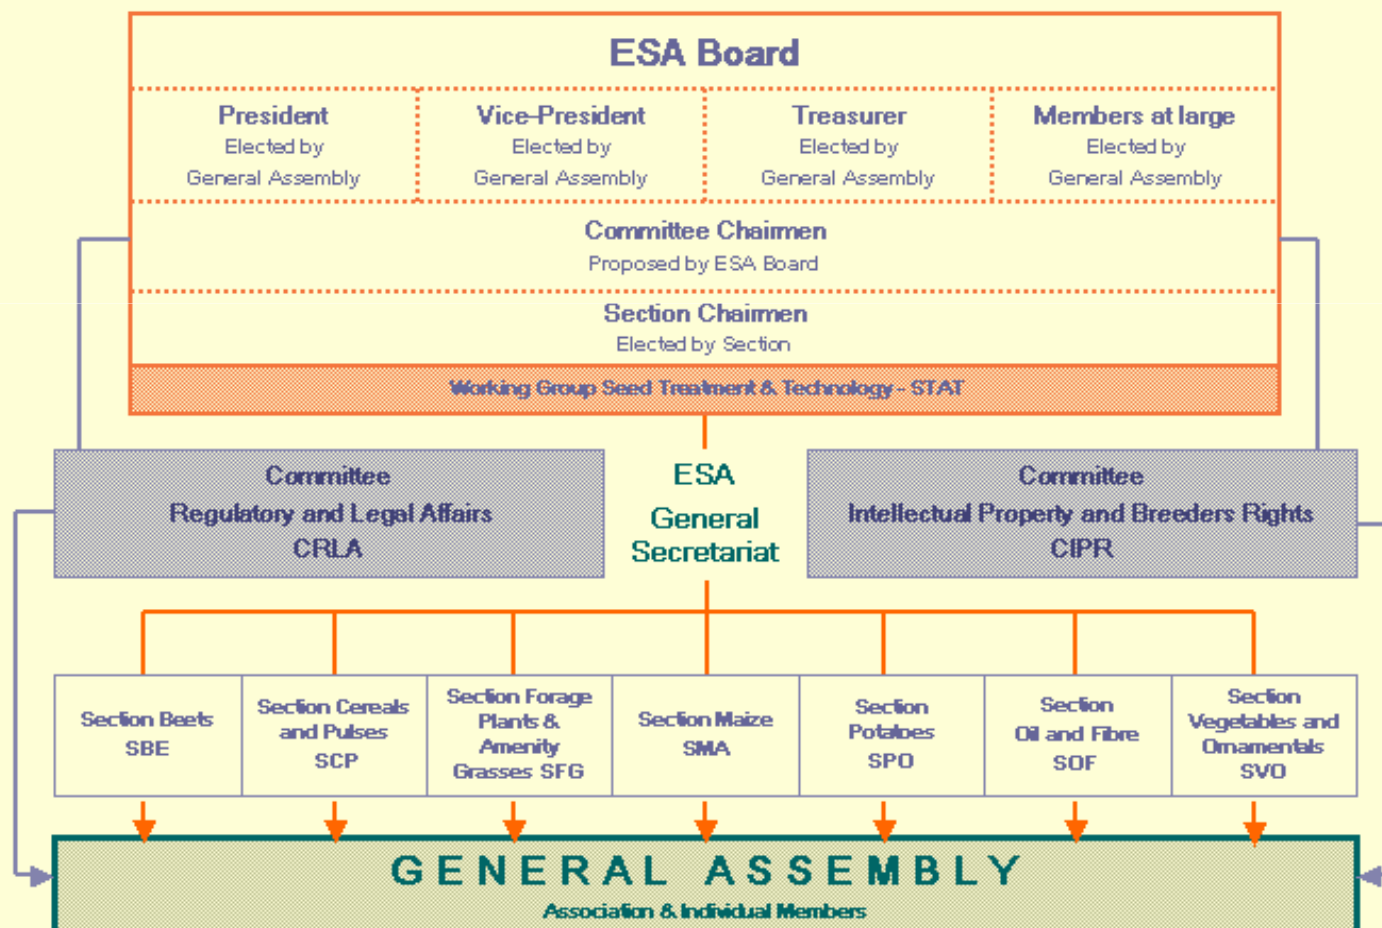 ESA Board
President
Elected by
General Assembly
Vice-President
Elected by
General Assembly
Treasurer
Elected by
General Assembly
Members at large
Elected by
General Assembly
Committee Chairmen
Proposed by ESA Board
Section Chairmen
Elected by Section
Working Group Seed Treatment & Technology - STAT
Committee
Regulatory and Legal Affairs
CRLA
ESA
General
Secretariat
Committee
Intellectual Property and Breeders Rights
CIPR
Section Beets
SBE
Section Cereals
and Pulses
SCP
Section Forage
Plants &
Amenity
Grasses SFG
Section Maize
SMA
Section
Potatoes
SPO
Section
Oil and Fibre
SOF
Section
Vegetables and
Ornamentals
SVO
GENERAL ASSEMBLY
Association & Individual Members